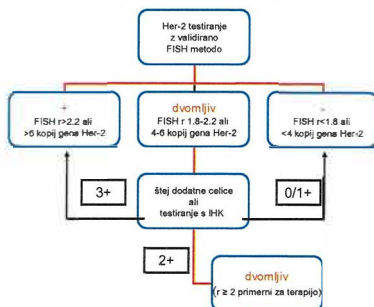 Her-2 testiranje
z validirano
FISH metodo
+
FISH r>2.2 ali
>6 kopij gena Her-2
dvomljiv
FISH r 1.8-2.2 ali
4-6 kopij gena Her-2
-
FISH r<1.8 ali
<4 kopij gena Her-2
3+
štej dodatne celice
ali
testiranje s IHK
0/1+
2+
dvomljiv
(r ≥ 2 primerni za terapijo)